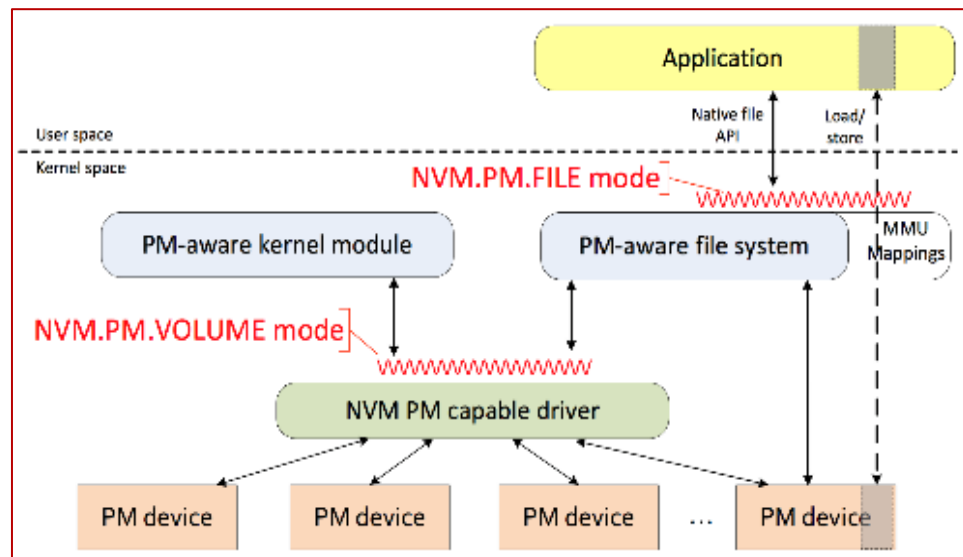 Application
Native file
API
Load/
store
User space
Kernel space
NVM.PM.FILE mode
PM-aware kernel module
PM-aware file system
MMU
Mappings
NVM.PM.VOLUME mode
NVM PM capable driver
PM device
PM device
PM device
...
PM device